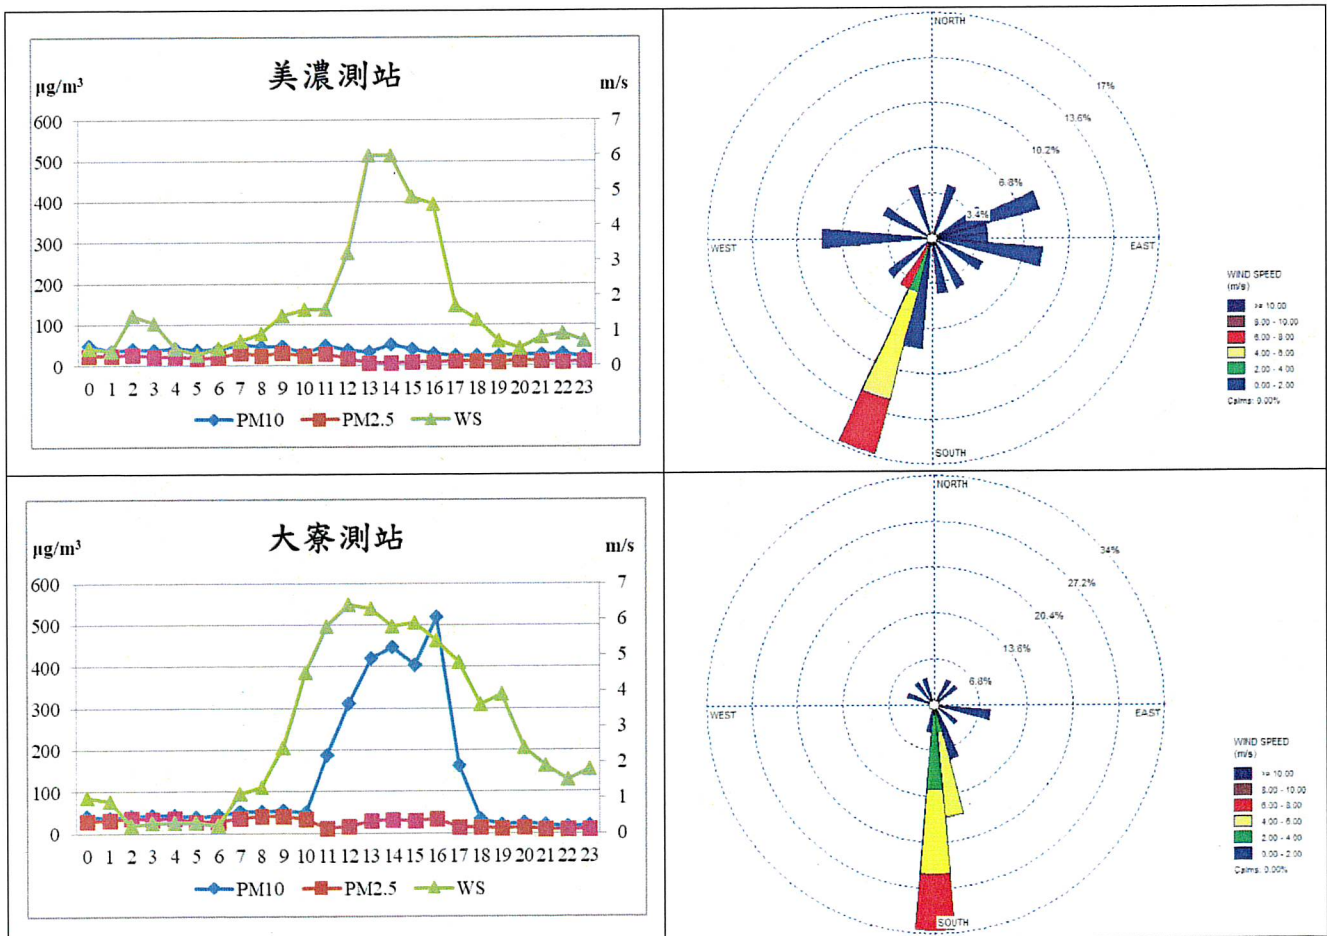 美濃測站
μg/m³
m/s
600
500
400
300
200
100
0
7
6
5
4
3
2
1
0
0 1 2 3 4 5 6 7 8 9 10 11 12 13 14 15 16 17 18 19 20 21 22 23
PM10 PM2.5 WS
NORTH
17%
13.6%
10.2%
6.8%
3.4%
WEST
EAST
SOUTH
WIND SPEED
(m/s)
>= 10.00
8.00 - 10.00
6.00 - 8.00
4.00 - 6.00
2.00 - 4.00
0.00 - 2.00
Calms: 0.00%
大寮測站
μg/m³
m/s
600
500
400
300
200
100
0
7
6
5
4
3
2
1
0
0 1 2 3 4 5 6 7 8 9 10 11 12 13 14 15 16 17 18 19 20 21 22 23
PM10 PM2.5 WS
NORTH
34%
27.2%
20.4%
13.6%
6.8%
WEST
EAST
SOUTH
WIND SPEED
(m/s)
>= 10.00
8.00 - 10.00
6.00 - 8.00
4.00 - 6.00
2.00 - 4.00
0.00 - 2.00
Calms: 0.00%